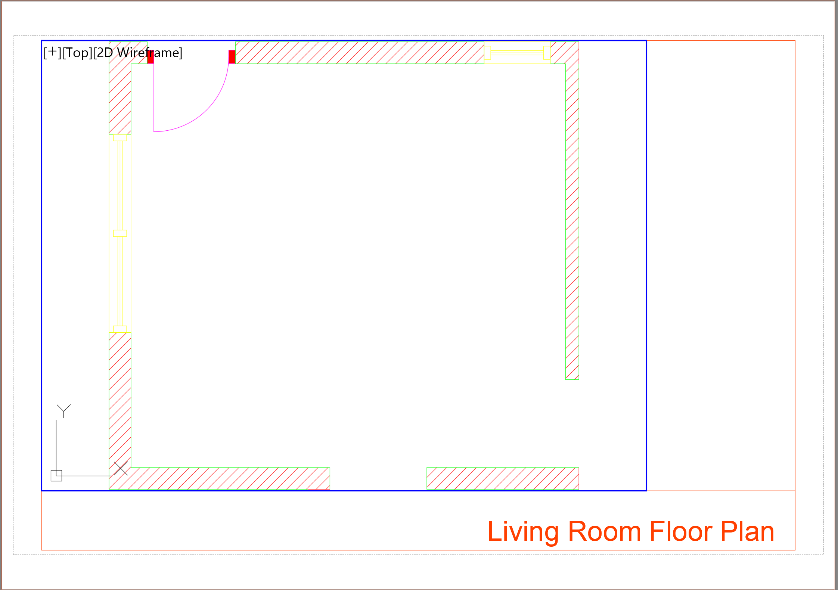 [+][Top][2D Wireframe]
Y
X
Living Room Floor Plan